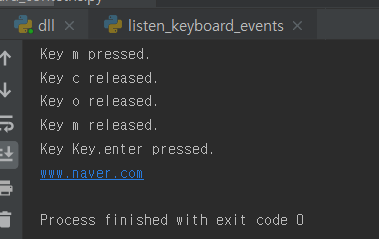 dll listen_keyboard_events
Key m pressed.
Key c released.
Key o released.
Key m released.
Key Key.enter pressed.
www.naver.com
Process finished with exit code 0